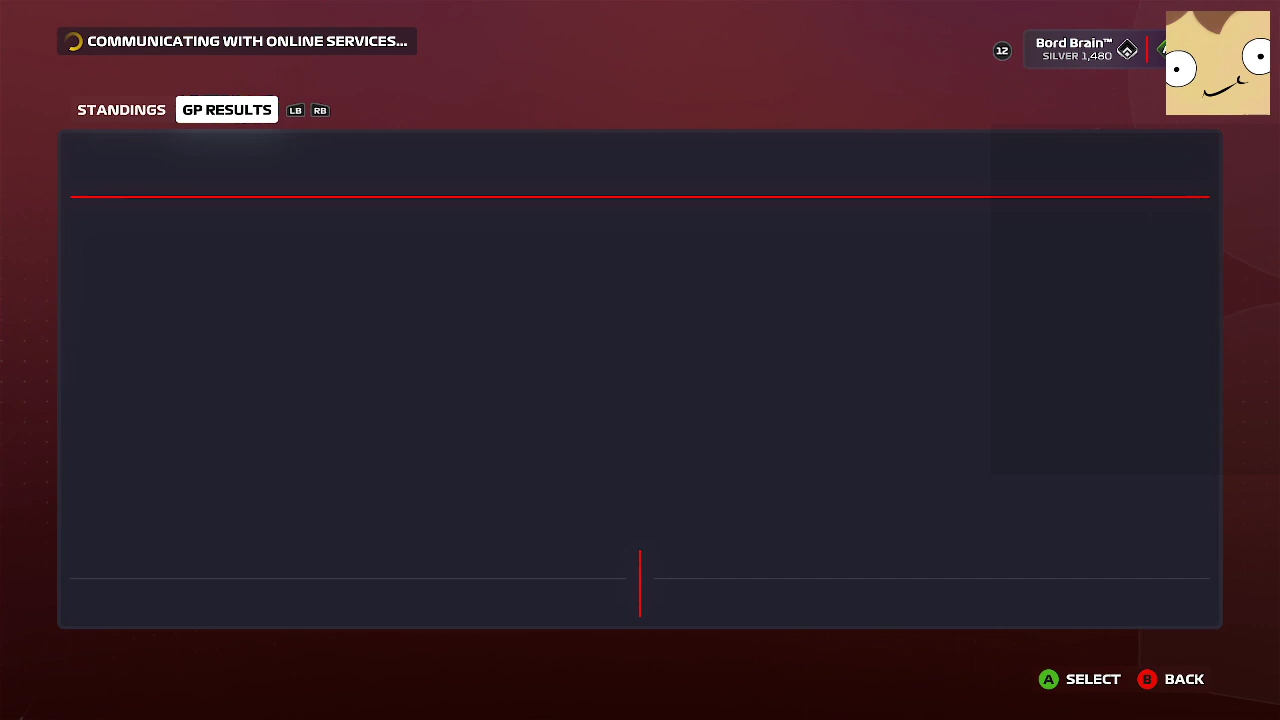 COMMUNICATING WITH ONLINE SERVICES...
12
Bord Brain™
SILVER 1,480
STANDINGS
GP RESULTS
LB
RB
A SELECT
B BACK